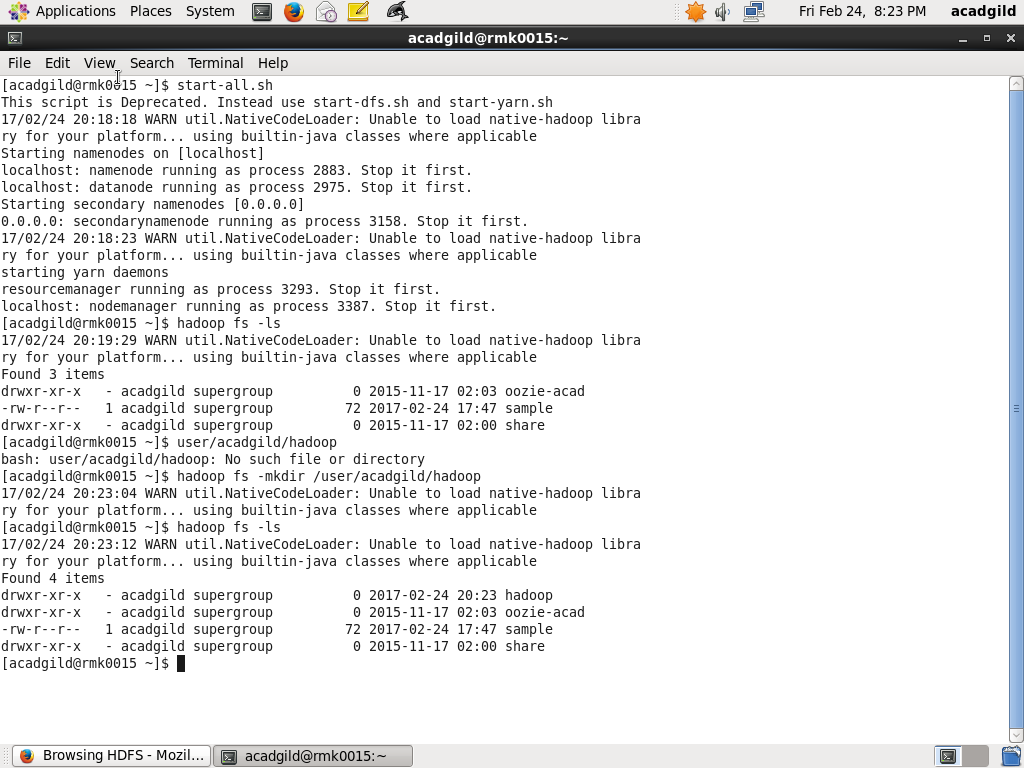 Applications Places System Fri Feb 24, 8:23 PM acadgild
acadgild@rmk0015:~
File Edit View Search Terminal Help
[acadgild@rmk0015 ~]$ start-all.sh
This script is Deprecated. Instead use start-dfs.sh and start-yarn.sh
17/02/24 20:18:18 WARN util.NativeCodeLoader: Unable to load native-hadoop libra
ry for your platform... using builtin-java classes where applicable
Starting namenodes on [localhost]
localhost: namenode running as process 2883. Stop it first.
localhost: datanode running as process 2975. Stop it first.
Starting secondary namenodes [0.0.0.0]
0.0.0.0: secondarynamenode running as process 3158. Stop it first.
17/02/24 20:18:23 WARN util.NativeCodeLoader: Unable to load native-hadoop libra
ry for your platform... using builtin-java classes where applicable
starting yarn daemons
resourcemanager running as process 3293. Stop it first.
localhost: nodemanager running as process 3387. Stop it first.
[acadgild@rmk0015 ~]$ hadoop fs -ls
17/02/24 20:19:29 WARN util.NativeCodeLoader: Unable to load native-hadoop libra
ry for your platform... using builtin-java classes where applicable
Found 3 items
drwxr-xr-x   - acadgild supergroup          0 2015-11-17 02:03 oozie-acad
-rw-r--r--   1 acadgild supergroup         72 2017-02-24 17:47 sample
drwxr-xr-x   - acadgild supergroup          0 2015-11-17 02:00 share
[acadgild@rmk0015 ~]$ user/acadgild/hadoop
bash: user/acadgild/hadoop: No such file or directory
[acadgild@rmk0015 ~]$ hadoop fs -mkdir /user/acadgild/hadoop
17/02/24 20:23:04 WARN util.NativeCodeLoader: Unable to load native-hadoop libra
ry for your platform... using builtin-java classes where applicable
[acadgild@rmk0015 ~]$ hadoop fs -ls
17/02/24 20:23:12 WARN util.NativeCodeLoader: Unable to load native-hadoop libra
ry for your platform... using builtin-java classes where applicable
Found 4 items
drwxr-xr-x   - acadgild supergroup          0 2017-02-24 20:23 hadoop
drwxr-xr-x   - acadgild supergroup          0 2015-11-17 02:03 oozie-acad
-rw-r--r--   1 acadgild supergroup         72 2017-02-24 17:47 sample
drwxr-xr-x   - acadgild supergroup          0 2015-11-17 02:00 share
[acadgild@rmk0015 ~]$
Browsing HDFS - Mozil... acadgild@rmk0015:~